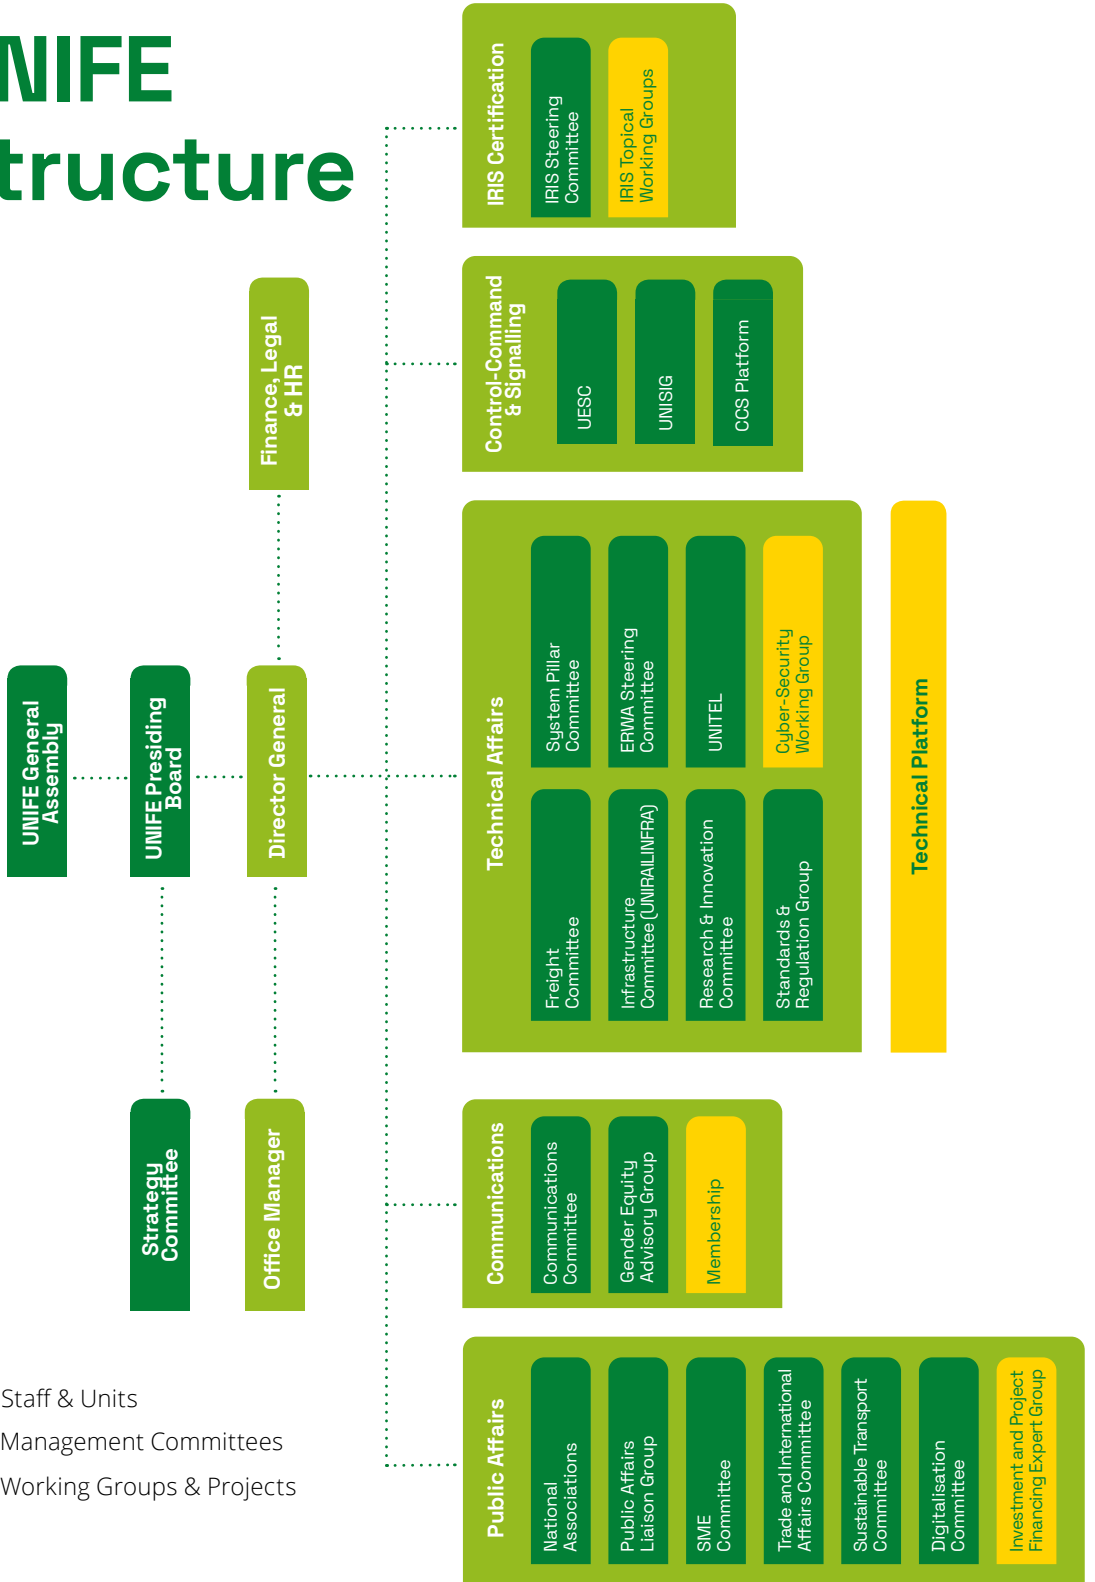 NIFE
tructure
UNIFE General
Assembly
UNIFE Presiding
Board
Strategy
Committee
Director General
Finance, Legal
& HR
Office Manager
Public Affairs
National
Associations
Public Affairs
Liaison Group
SME
Committee
Trade and International
Affairs Committee
Sustainable Transport
Committee
Digitalisation
Committee
Investment and Project
Financing Expert Group
Communications
Communications
Committee
Gender Equity
Advisory Group
Membership
Technical Affairs
Freight
Committee
Infrastructure
Committee (UNIRAILINFRA)
Research & Innovation
Committee
Standards &
Regulation Group
System Pillar
Committee
ERWA Steering
Committee
UNITEL
Cyber-Security
Working Group
Technical Platform
Control-Command
& Signalling
UESC
UNISIG
CCS Platform
IRIS Certification
IRIS Steering
Committee
IRIS Topical
Working Groups
Staff & Units
Management Committees
Working Groups & Projects